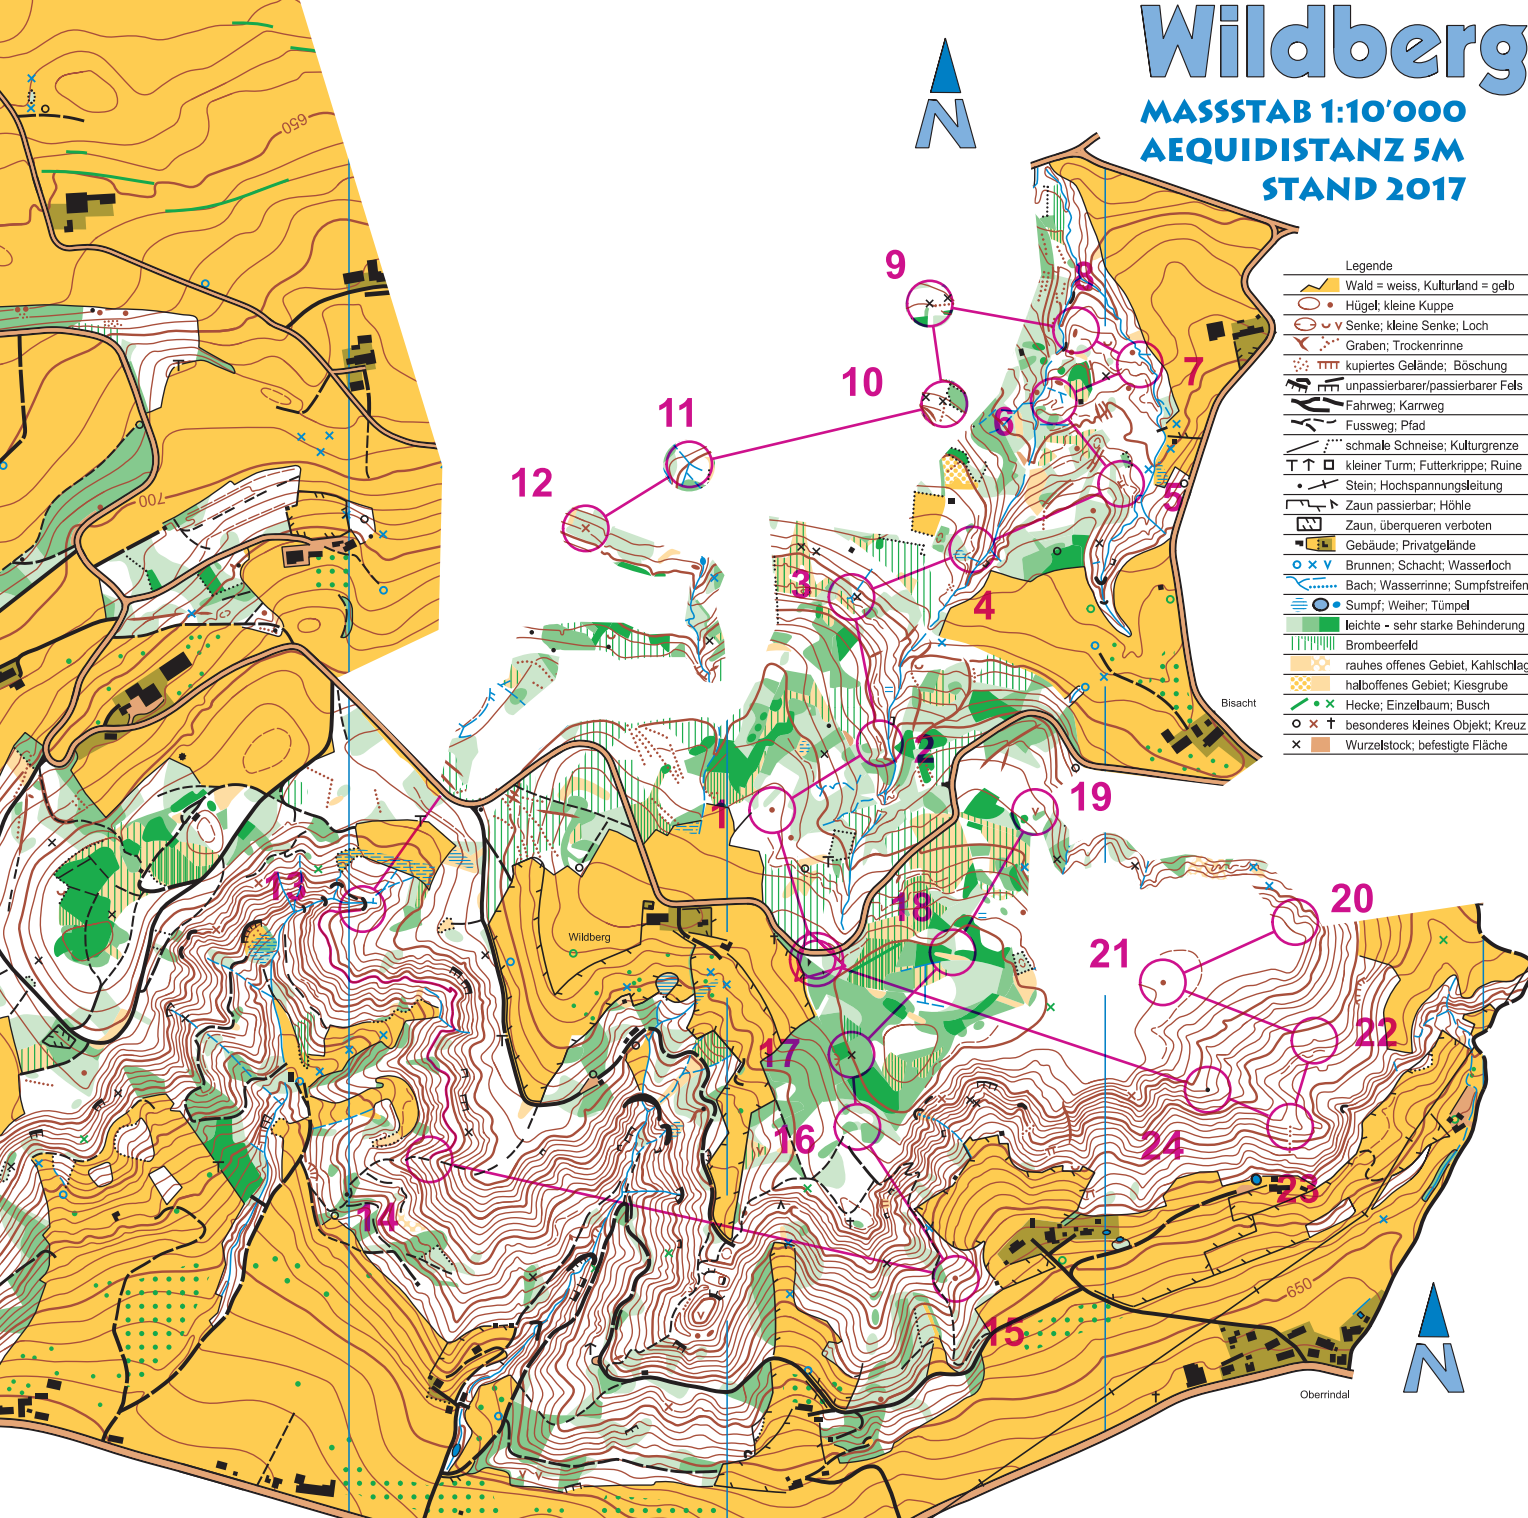 Wildberg
MASSSTAB 1:10'000
AEQUIDISTANZ 5M
STAND 2017
N
Legende
Wald = weiss, Kulturland = gelb
Hügel; kleine Kuppe
Senke; kleine Senke; Loch
Graben; Trockenrinne
kupiertes Gelände; Böschung
unpassierbarer/passierbarer Fels
Fahrweg; Karrweg
Fussweg; Pfad
schmale Schneise; Kulturgrenze
kleiner Turm; Futterkrippe; Ruine
Stein; Hochspannungsleitung
Zaun passierbar; Höhle
Zaun, überqueren verboten
Gebäude; Privatgelände
Brunnen; Schacht; Wasserloch
Bach; Wasserrinne; Sumpfstreifen
Sumpf; Weiher; Tümpel
leichte - sehr starke Behinderung
Brombeerfeld
rauhes offenes Gebiet, Kahlschlag
halboffenes Gebiet; Kiesgrube
Hecke; Einzelbaum; Busch
besonderes kleines Objekt; Kreuz
Wurzelstock; befestigte Fläche
650
9
8
7
10
6
11
12
5
700
3
4
Bisacht
2
1
19
13
18
20
Wildberg
21
22
17
16
24
23
14
650
15
Oberrindal
N